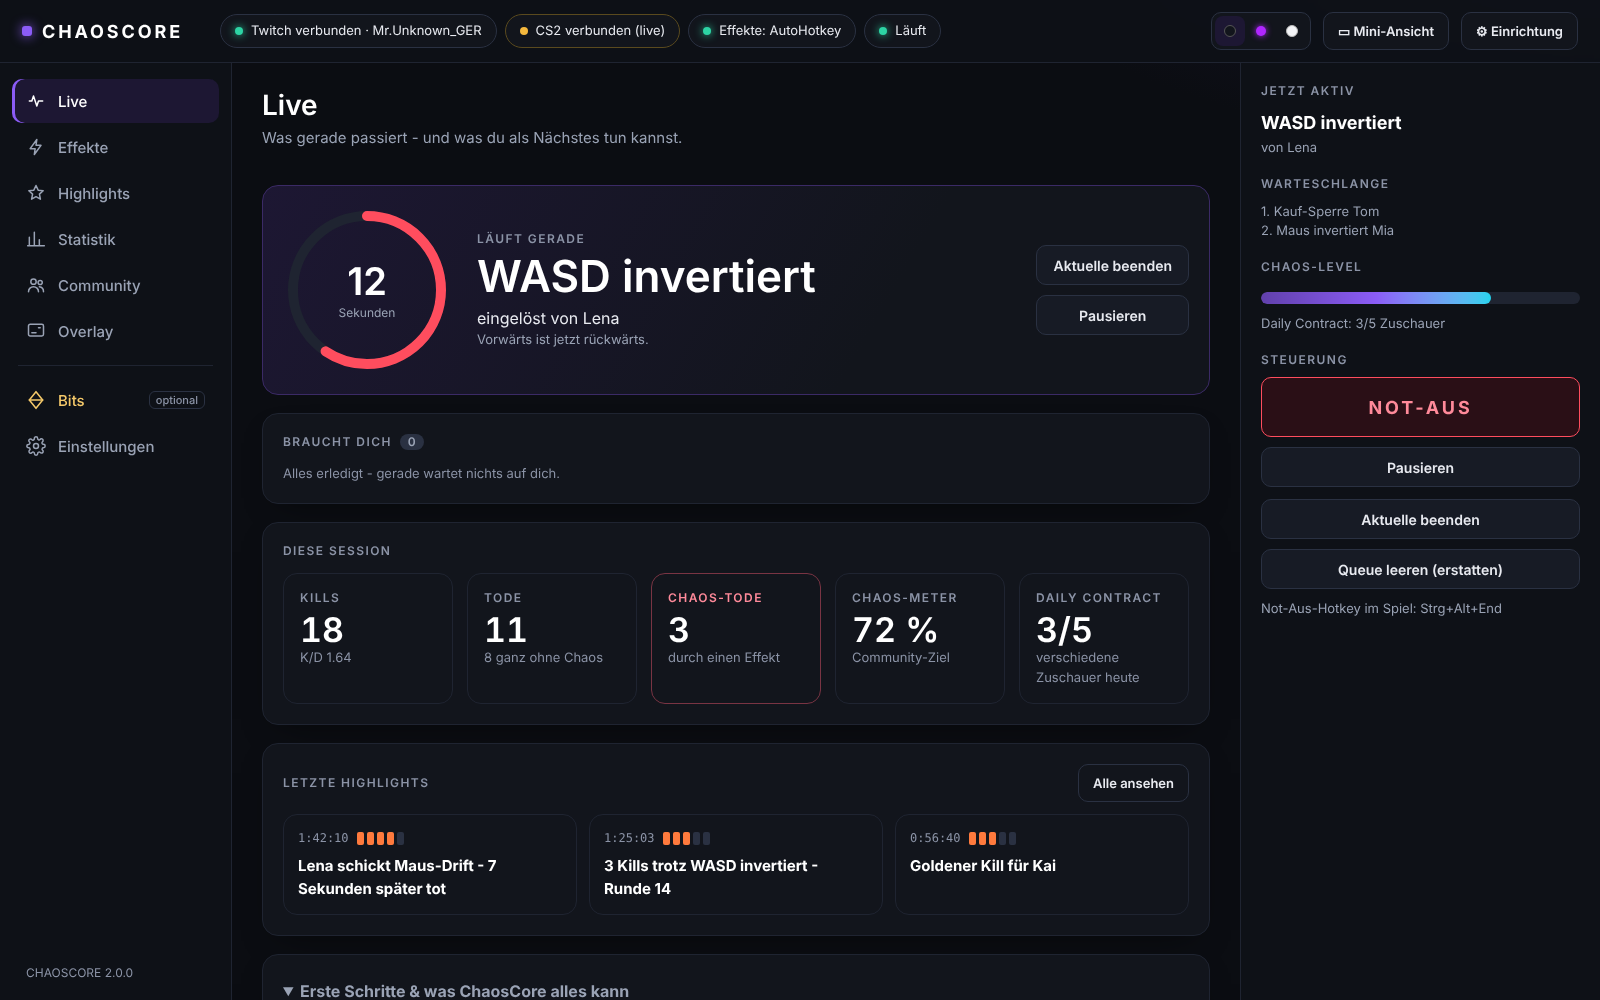 CHAOSCORE
Twitch verbunden · Mr.Unknown_GER
CS2 verbunden (live)
Effekte: AutoHotkey
Läuft
Mini-Ansicht
Einrichtung
Live
Effekte
Highlights
Statistik
Community
Overlay
Bits
optional
Einstellungen
CHAOSCORE 2.0.0
Live
Was gerade passiert - und was du als Nächstes tun kannst.
12
Sekunden
LÄUFT GERADE
WASD invertiert
eingelöst von Lena
Vorwärts ist jetzt rückwärts.
Aktuelle beenden
Pausieren
BRAUCHT DICH 0
Alles erledigt - gerade wartet nichts auf dich.
DIESE SESSION
KILLS
18
K/D 1.64
TODE
11
8 ganz ohne Chaos
CHAOS-TODE
3
durch einen Effekt
CHAOS-METER
72 %
Community-Ziel
DAILY CONTRACT
3/5
verschiedene
Zuschauer heute
LETZTE HIGHLIGHTS
Alle ansehen
1:42:10
Lena schickt Maus-Drift - 7
Sekunden später tot
1:25:03
3 Kills trotz WASD invertiert -
Runde 14
0:56:40
Goldener Kill für Kai
Erste Schritte & was ChaosCore alles kann
JETZT AKTIV
WASD invertiert
von Lena
WARTESCHLANGE
1. Kauf-Sperre Tom
2. Maus invertiert Mia
CHAOS-LEVEL
Daily Contract: 3/5 Zuschauer
STEUERUNG
NOT-AUS
Pausieren
Aktuelle beenden
Queue leeren (erstatten)
Not-Aus-Hotkey im Spiel: Strg+Alt+End